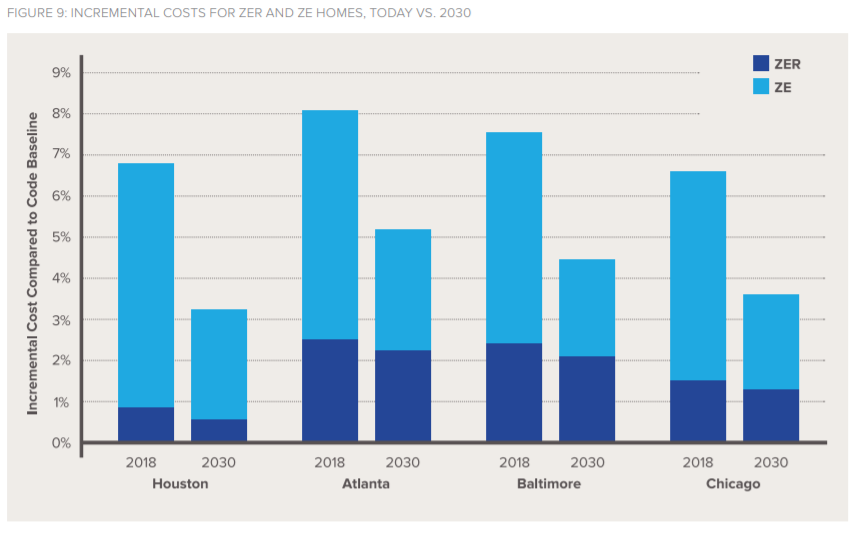 FIGURE 9: INCREMENTAL COSTS FOR ZER AND ZE HOMES, TODAY VS. 2030
ZER
ZE
Incremental Cost Compared to Code Baseline
9%
8%
7%
6%
5%
4%
3%
2%
1%
0%
2018 2030 2018 2030 2018 2030 2018 2030
Houston Atlanta Baltimore Chicago